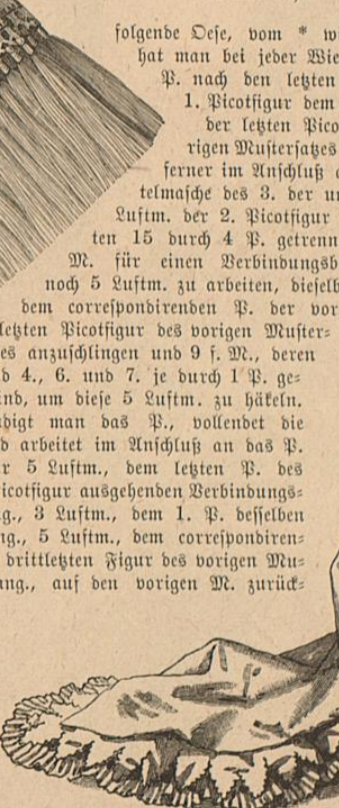 folgende Oese, vom * w
hat man bei jeder Wie
P. nach den letzten
1. Picotfigur dem
der letzten Pico
rigen Mustersatzes
ferner im Anschluß
telmasche des 3. der
Luftm. der 2. Picotfigur
ten 15 durch 4 P. getrenn
M. für einen Verbindungsb
noch 5 Luftm. zu arbeiten, dieselb
dem correspondirenden P. der vor
letzten Picotfigur des vorigen Muster=
es anzuschlingen und 9 f. M., deren
d 4., 6. und 7. je durch 1 P. ge=
ind, um diese 5 Luftm. zu häkeln.
digt man das P., vollendet die
d arbeitet im Anschluß an das P.
r 5 Luftm., dem letzten P. des
icotfigur ausgehenden Verbindungs=
g., 3 Luftm., dem 1. P. desselben
ng., 5 Luftm., dem correspondiren=
drittletzten Figur des vorigen Mu=
ang., auf den vorigen M. zurück=